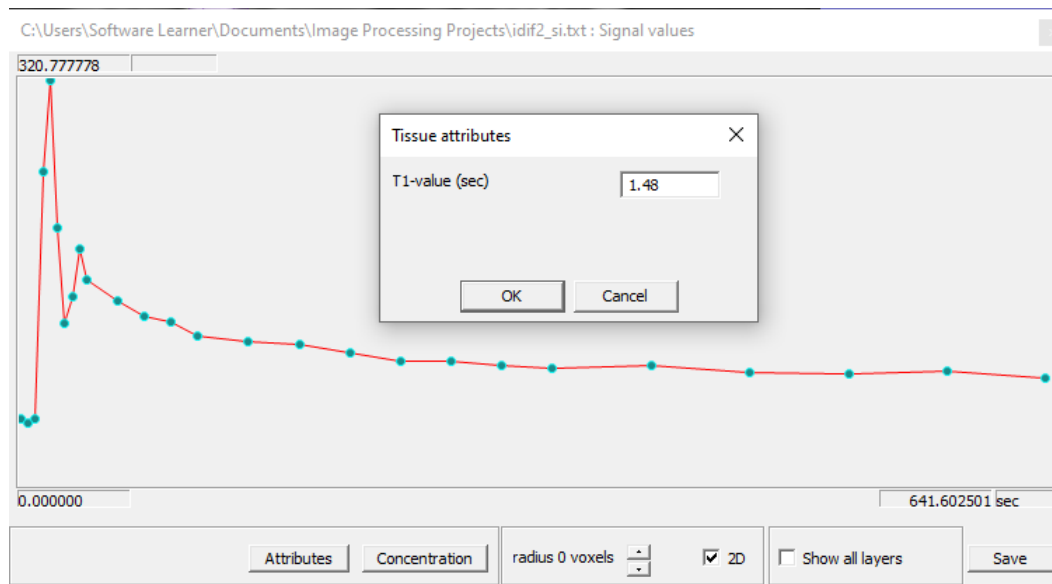 C:\Users\Software Learner\Documents\Image Processing Projects\idif2_si.txt : Signal values
320.777778
Tissue attributes
T1-value (sec) 1.48
OK Cancel
0.000000 641.602501 sec
Attributes Concentration radius 0 voxels 2D Show all layers Save